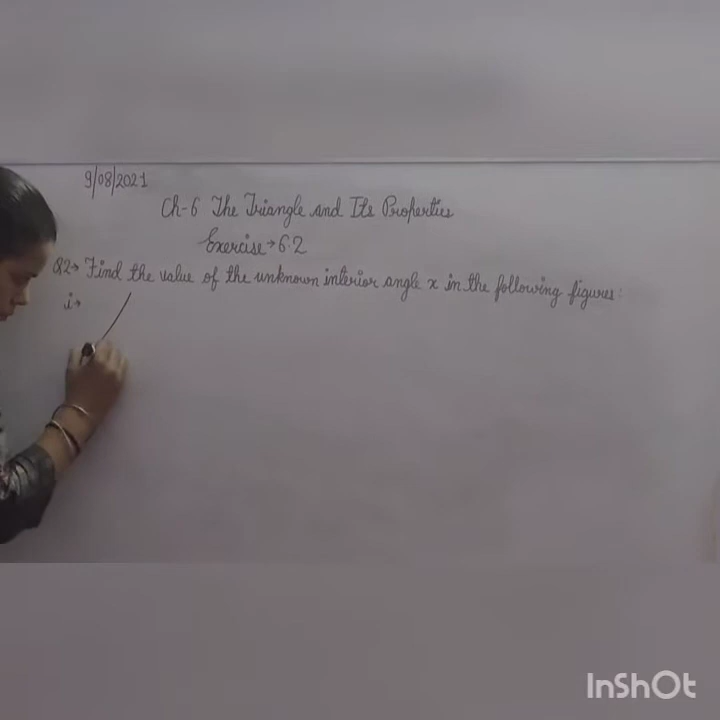 9/08/2021
Ch-6 The Triangle and Its Properties
Exercise → 6.2
Q2→ Find the value of the unknown interior angle x in the following figures:
i→
InShOt